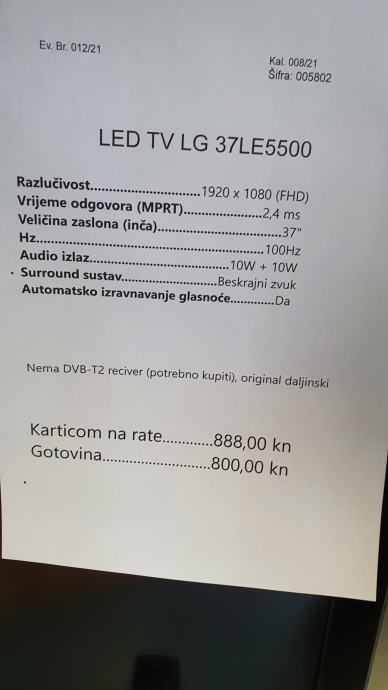 Ev. Br. 012/21
Kal. 008/21
Šifra: 005802
LED TV LG 37LE5500
Razlučivost..............................1920 x 1080 (FHD)
Vrijeme odgovora (MPRT)......................2,4 ms
Veličina zaslona (inča)..................................37"
Hz...............................................................100Hz
Audio izlaz......................................10W + 10W
Surround sustav..........................Beskrajni zvuk
Automatsko izravnavanje glasnoće............Da
Nema DVB-T2 reciver (potrebno kupiti), original daljinski
Karticom na rate............888,00 kn
Gotovina..........................800,00 kn